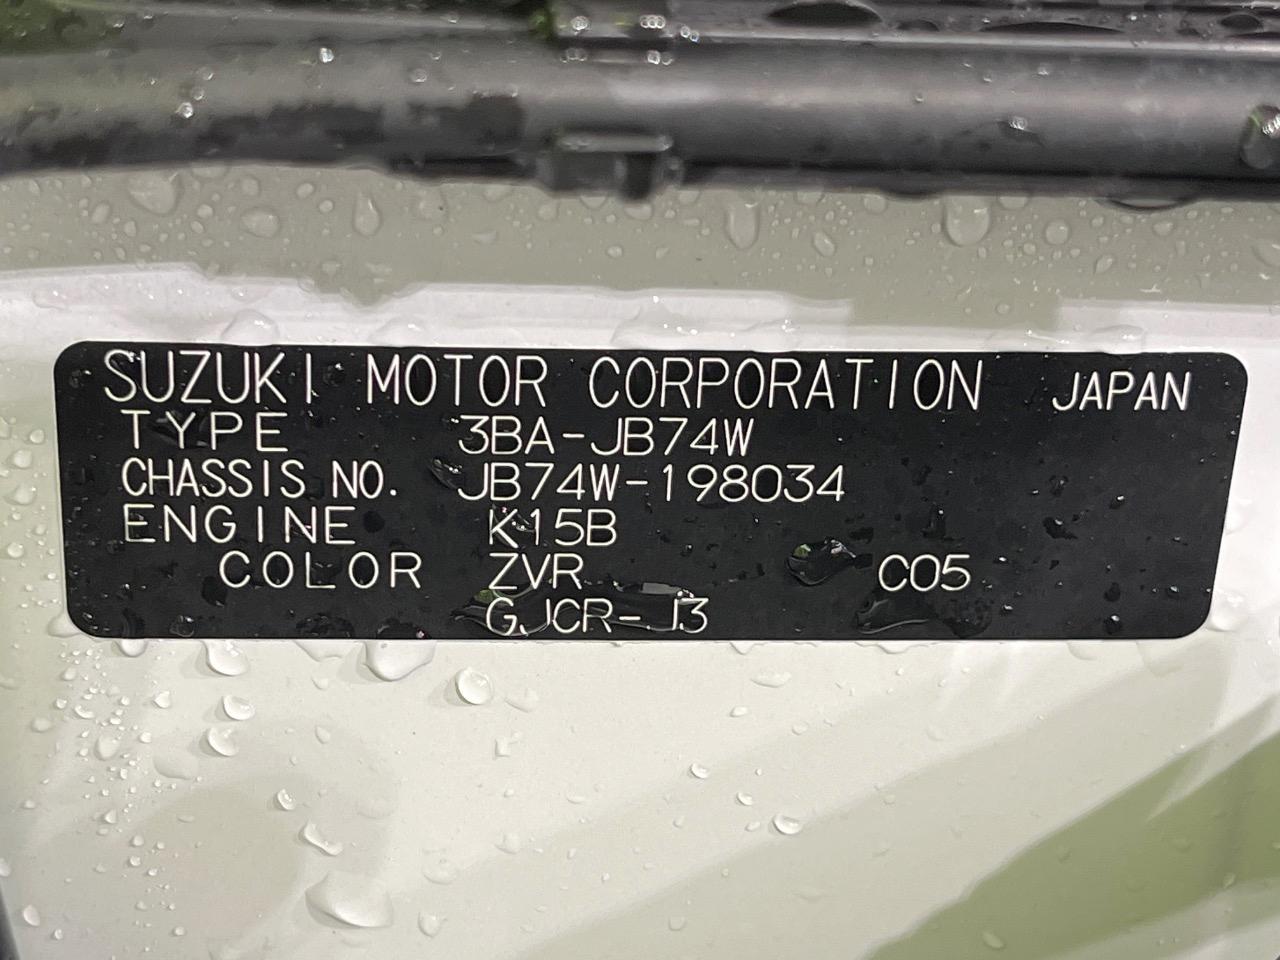 SUZUKI MOTOR CORPORATION JAPAN
TYPE 3BA-JB74W
CHASSIS NO. JB74W-198034
ENGINE K15B
COLOR ZVR C05
GJCR-J3